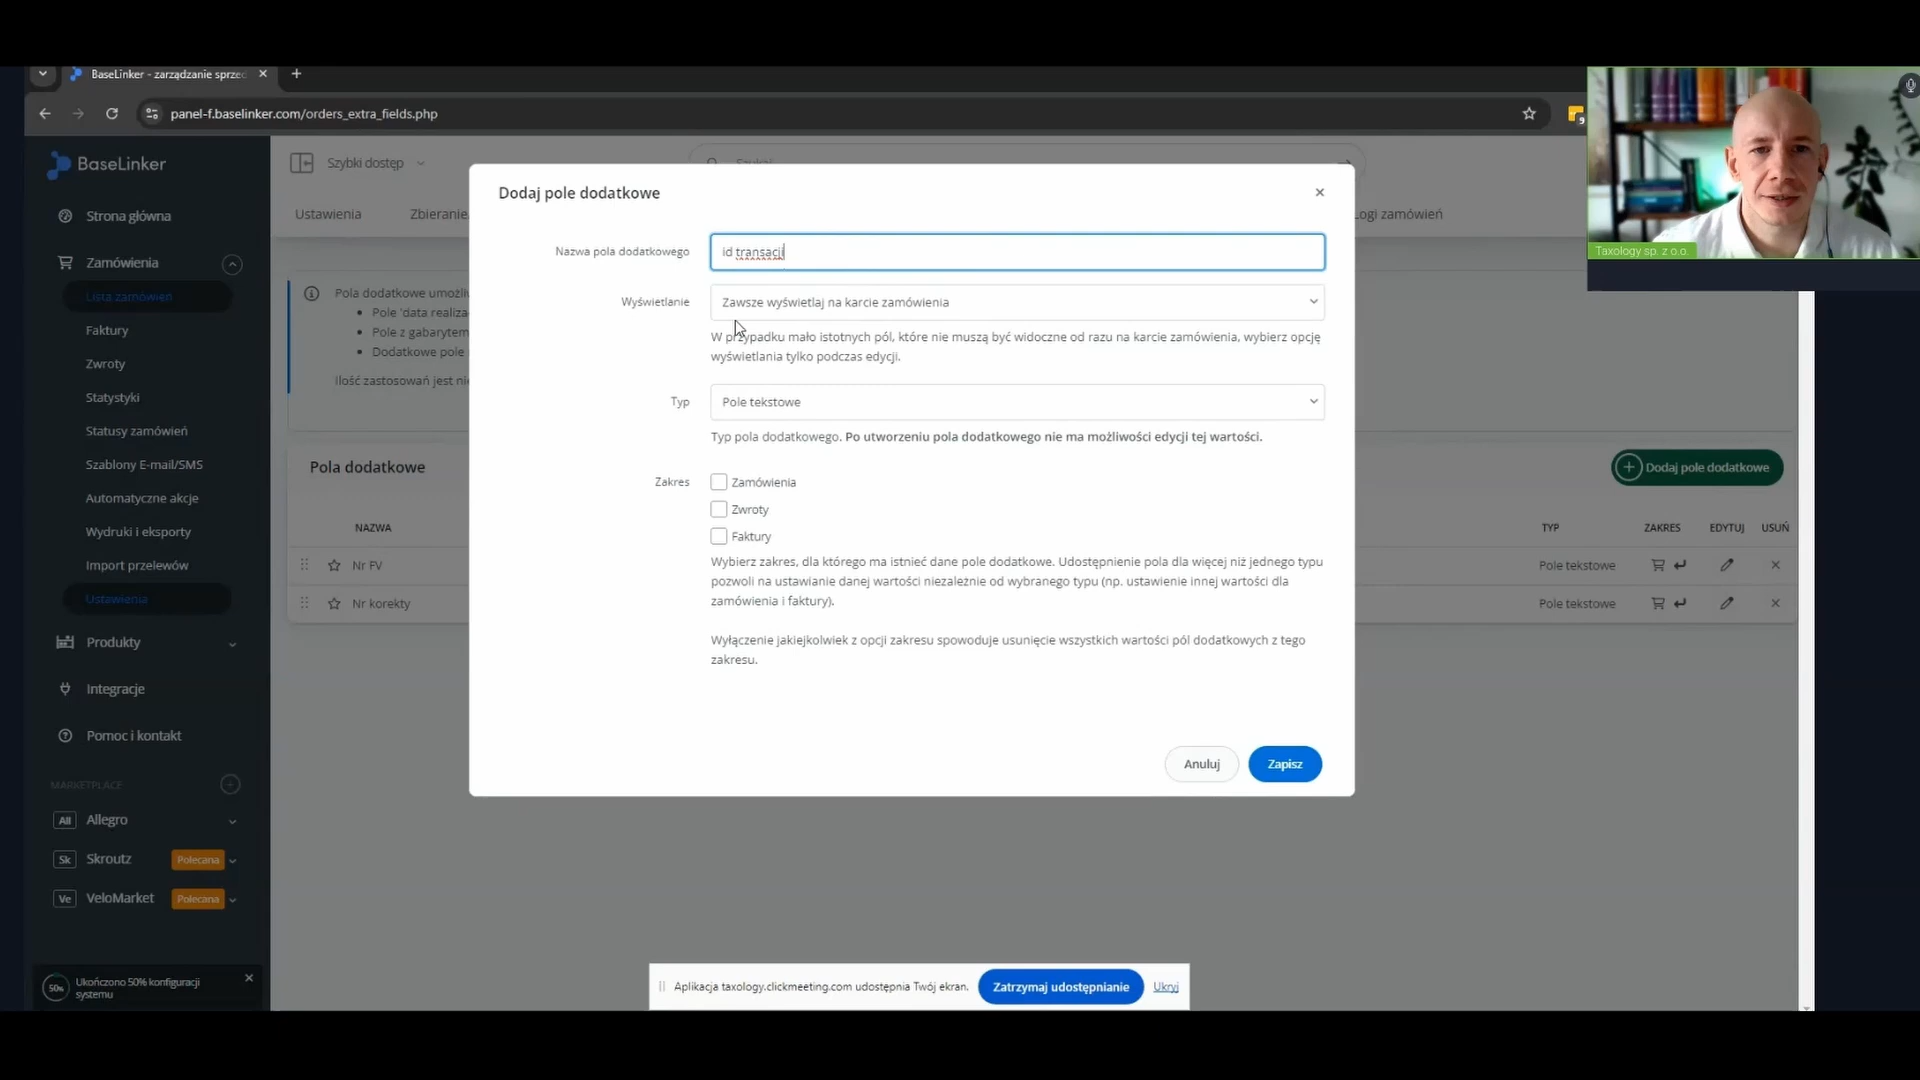 BaseLinker - zarządzanie sprzed
panel-f.baselinker.com/orders_extra_fields.php
Taxology sp. z o.o.
BaseLinker
Szybki dostęp
Szukaj
Ustawienia
Zbieranie
Logi zamówień
Strona główna
Zamówienia
Lista zamówień
Faktury
Zwroty
Statystyki
Statusy zamówień
Szablony E-mail/SMS
Automatyczne akcje
Wydruki i eksporty
Import przelewów
Ustawienia
Produkty
Integracje
Pomoc i kontakt
MARKETPLACE
All Allegro
Sk Skroutz Polecana
Ve VeloMarket Polecana
50% Ukończono 50% konfiguracji
systemu
Pola dodatkowe umożli
Pole 'data realiza
Pole z gabarytem
Dodatkowe pole
Ilość zastosowań jest nie
Pola dodatkowe
Dodaj pole dodatkowe
NAZWA TYP ZAKRES EDYTUJ USUŃ
Nr FV Pole tekstowe
Nr korekty Pole tekstowe
Dodaj pole dodatkowe
Nazwa pola dodatkowego id transacji
Wyświetlanie Zawsze wyświetlaj na karcie zamówienia
W przypadku mało istotnych pól, które nie muszą być widoczne od razu na karcie zamówienia, wybierz opcję
wyświetlania tylko podczas edycji.
Typ Pole tekstowe
Typ pola dodatkowego. Po utworzeniu pola dodatkowego nie ma możliwości edycji tej wartości.
Zakres Zamówienia
Zwroty
Faktury
Wybierz zakres, dla którego ma istnieć dane pole dodatkowe. Udostępnienie pola dla więcej niż jednego typu
pozwoli na ustawianie danej wartości niezależnie od wybranego typu (np. ustawienie innej wartości dla
zamówienia i faktury).
Wyłączenie jakiejkolwiek z opcji zakresu spowoduje usunięcie wszystkich wartości pól dodatkowych z tego
zakresu.
Anuluj Zapisz
Aplikacja taxology.clickmeeting.com udostępnia Twój ekran. Zatrzymaj udostępnianie Ukryj